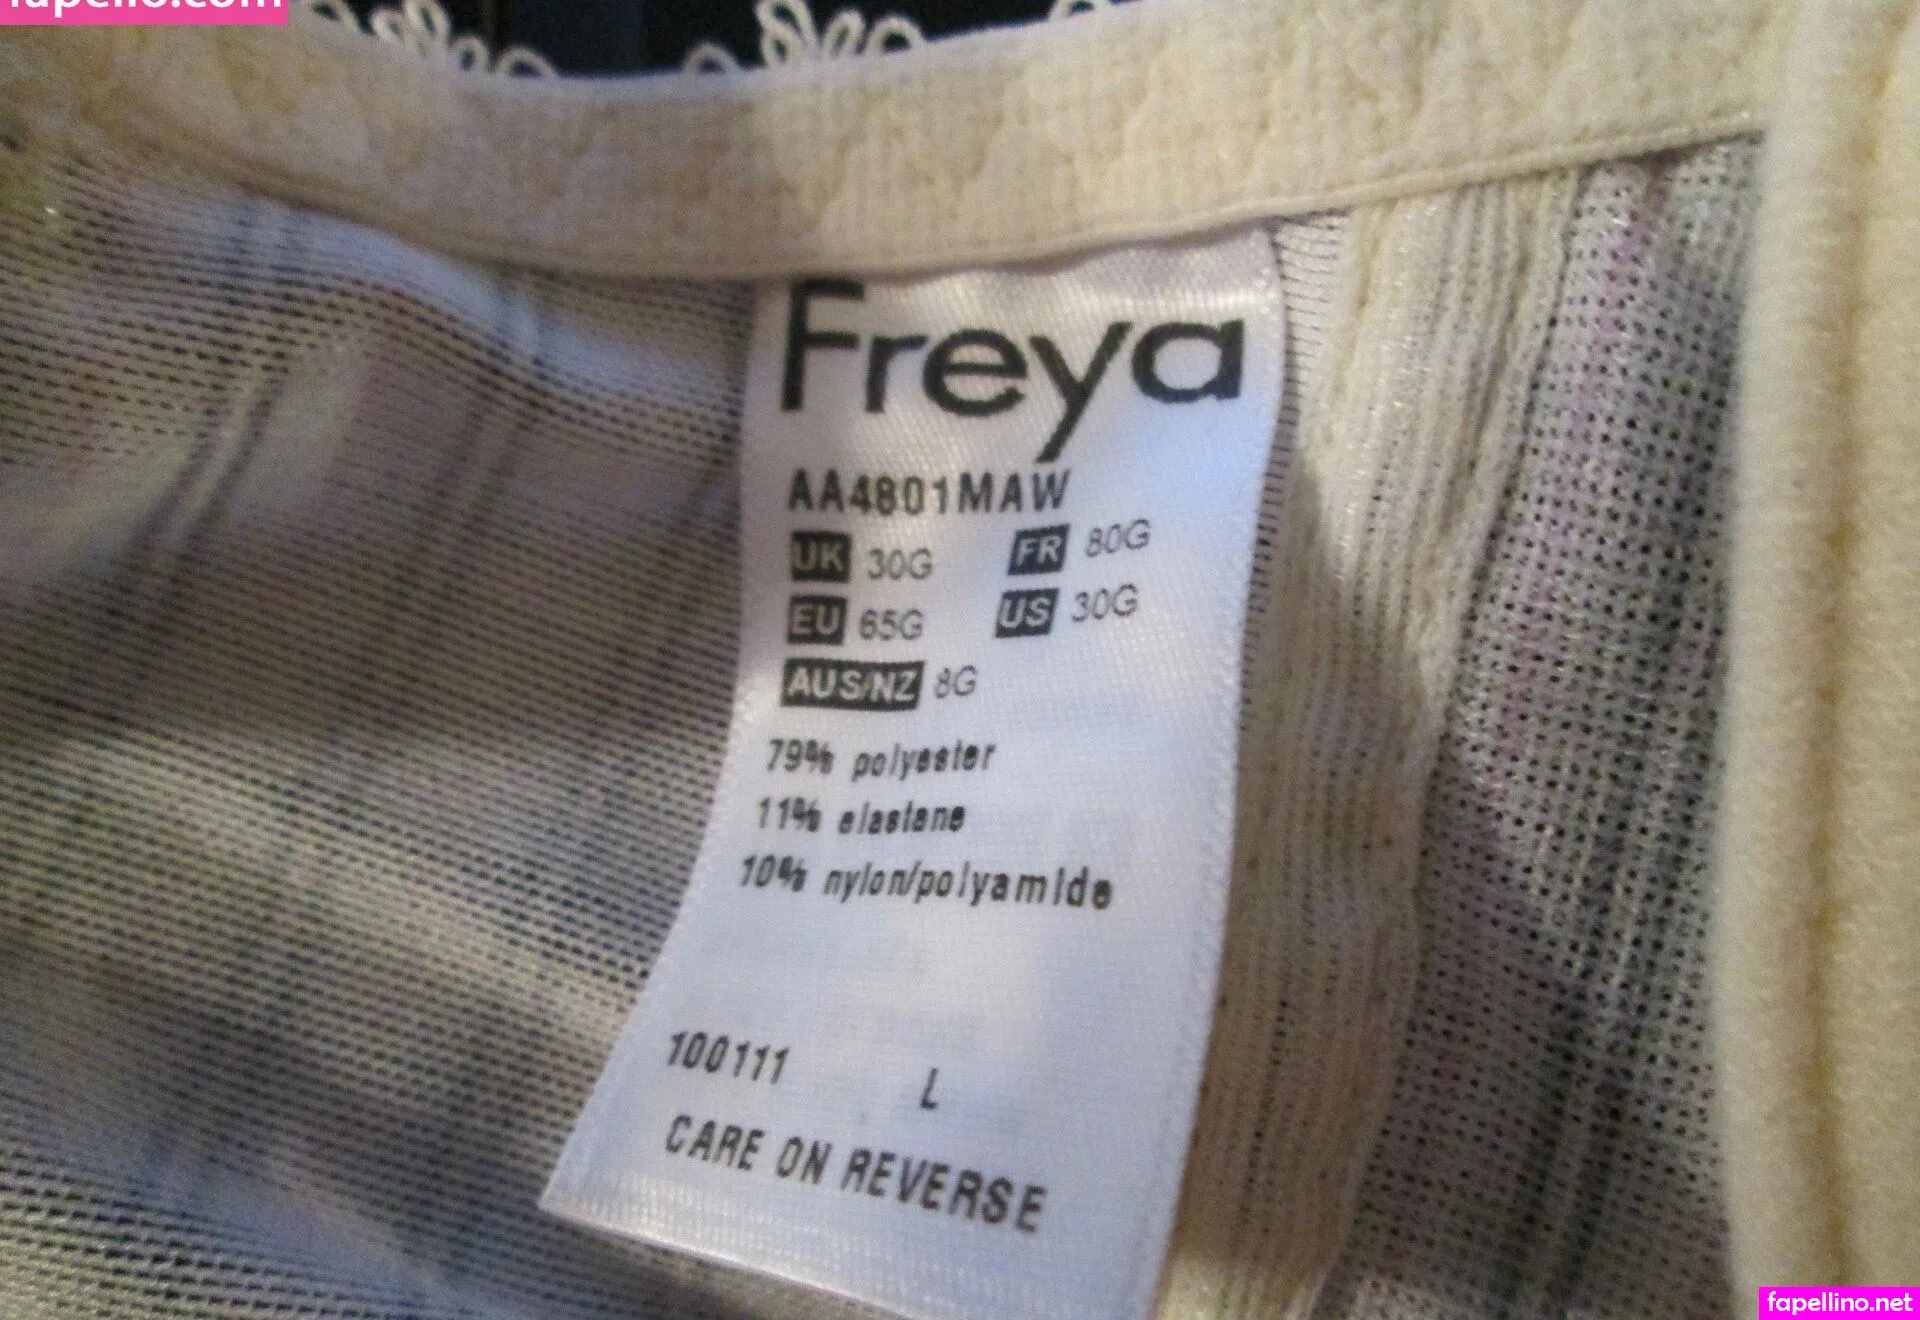 fapello.com
Freya
AA4801MAW
UK 30G FR 80G
EU 65G US 30G
AUS/NZ 8G
79% polyester
11% elastane
10% nylon/polyamide
100111 L
CARE ON REVERSE
fapellino.net